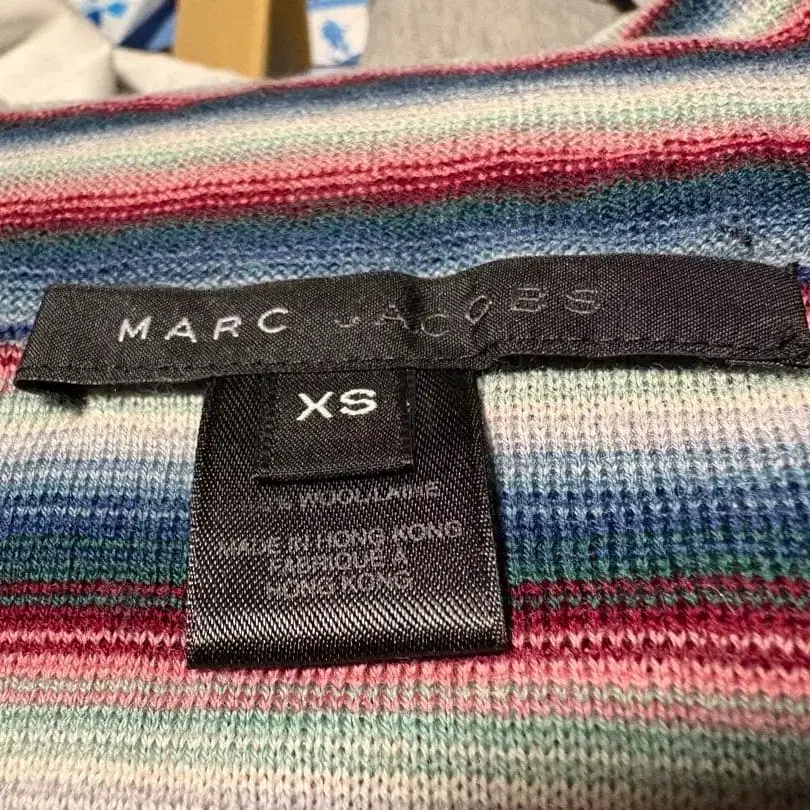 MARC JACOBS
XS
WOOL/LAINE
MADE IN HONG KONG
FABRIQUE A
HONG KONG